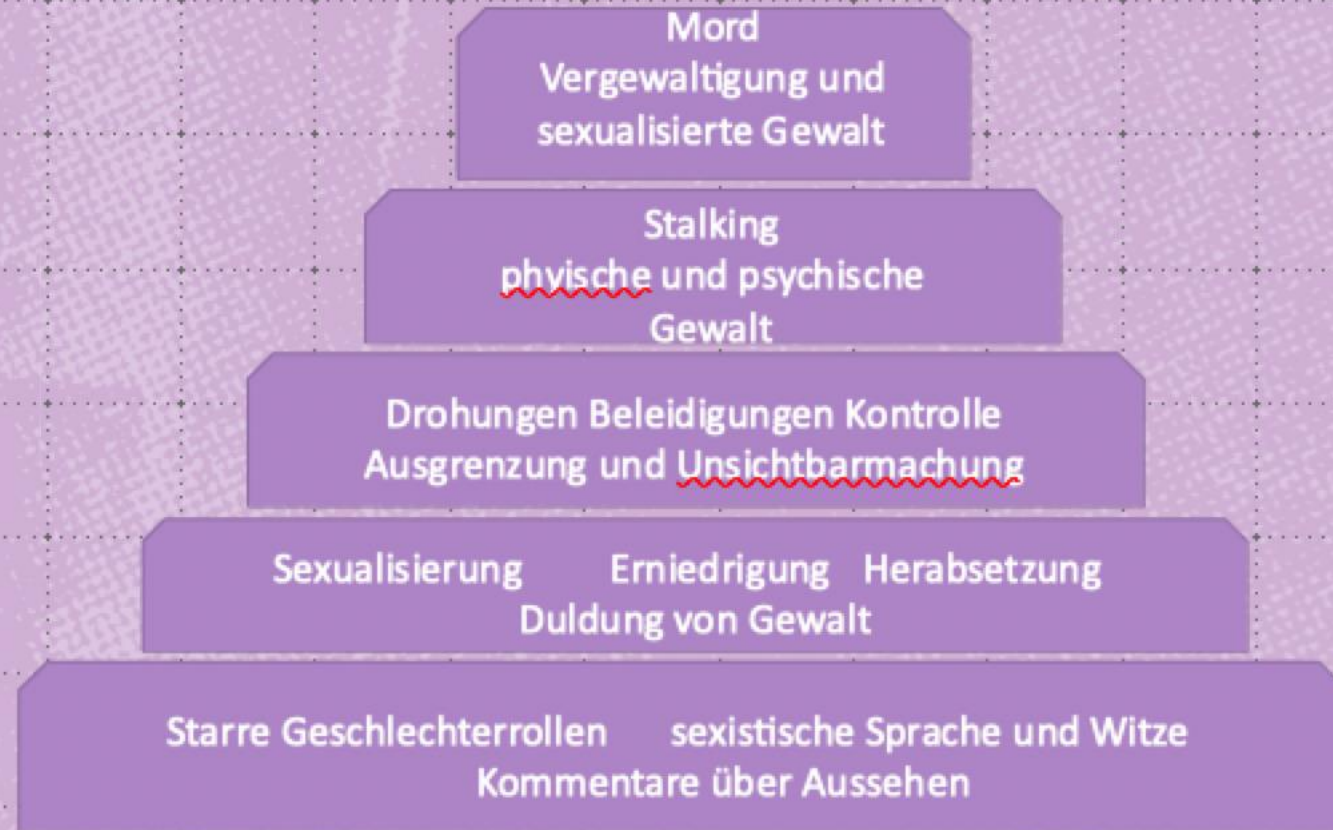 Mord
Vergewaltigung und
sexualisierte Gewalt
Stalking
phyische und psychische
Gewalt
Drohungen Beleidigungen Kontrolle
Ausgrenzung und Unsichtbarmachung
Sexualisierung Erniedrigung Herabsetzung
Duldung von Gewalt
Starre Geschlechterrollen sexistische Sprache und Witze
Kommentare über Aussehen